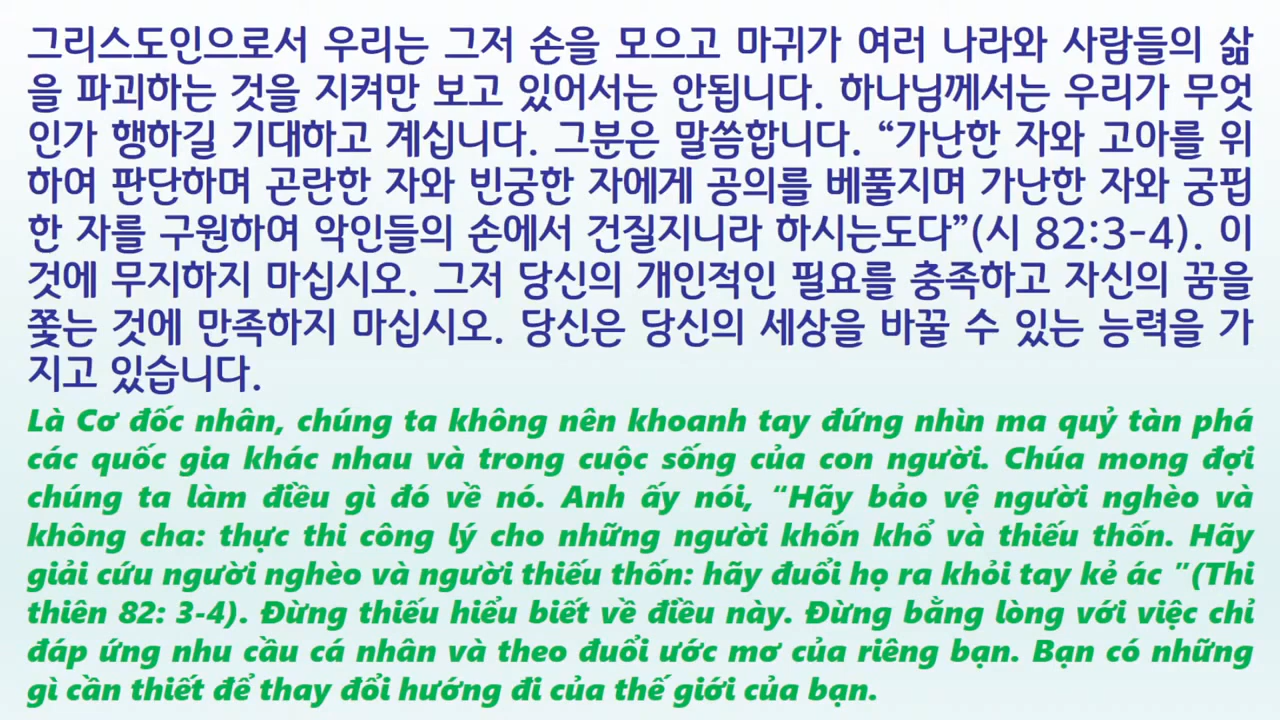 그리스도인으로서 우리는 그저 손을 모으고 마귀가 여러 나라와 사람들의 삶
을 파괴하는 것을 지켜만 보고 있어서는 안됩니다. 하나님께서는 우리가 무엇
인가 행하길 기대하고 계십니다. 그분은 말씀합니다. “가난한 자와 고아를 위
하여 판단하며 곤란한 자와 빈궁한 자에게 공의를 베풀지며 가난한 자와 궁핍
한 자를 구원하여 악인들의 손에서 건질지니라 하시는도다”(시 82:3-4). 이
것에 무지하지 마십시오. 그저 당신의 개인적인 필요를 충족하고 자신의 꿈을
쫓는 것에 만족하지 마십시오. 당신은 당신의 세상을 바꿀 수 있는 능력을 가
지고 있습니다.
Là Cơ đốc nhân, chúng ta không nên khoanh tay đứng nhìn ma quỷ tàn phá
các quốc gia khác nhau và trong cuộc sống của con người. Chúa mong đợi
chúng ta làm điều gì đó về nó. Anh ấy nói, “Hãy bảo vệ người nghèo và
không cha: thực thi công lý cho những người khốn khổ và thiếu thốn. Hãy
giải cứu người nghèo và người thiếu thốn: hãy đuổi họ ra khỏi tay kẻ ác ”(Thi
thiên 82: 3-4). Đừng thiếu hiểu biết về điều này. Đừng bằng lòng với việc chỉ
đáp ứng nhu cầu cá nhân và theo đuổi ước mơ của riêng bạn. Bạn có những
gì cần thiết để thay đổi hướng đi của thế giới của bạn.